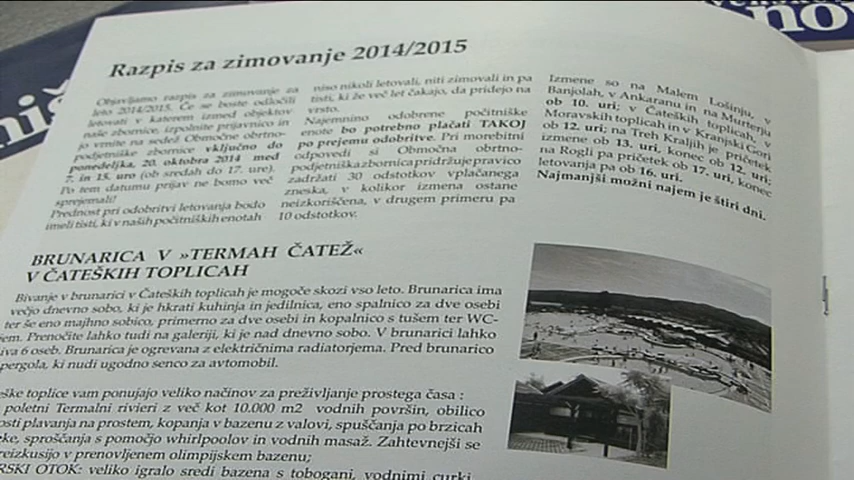 Razpis za zimovanje 2014/2015
Objavljamo razpis za zimovanje za
leto 2014/2015. Če se boste odločili
letovati v katerem izmed objektov
naše zbornice, izpolnite prijavnico in
jo vrnite na sedež Območne obrtno-
podjetniške zbornice vključno do
ponedeljka, 20. oktobra 2014 med
7. in 15. uro (ob sredah do 17. ure).
Po tem datumu prijav ne bomo več
sprejemali!
Prednost pri odobritvi letovanja bodo
imeli tisti, ki v naših počitniških enotah
niso nikoli letovali, niti zimovali in pa
tisti, ki že več let čakajo, da pridejo na
vrsto.
Najemnino odobrene počitniške
enote bo potrebno plačati TAKOJ
po prejemu odobritve. Pri morebitni
odpovedi si Območna obrtno-
podjetniška zbornica pridržuje pravico
zadržati 30 odstotkov vplačanega
zneska, v kolikor izmena ostane
neizkoriščena, v drugem primeru pa
10 odstotkov.
Izmene so na Malem Lošinju, v
Banjolah, v Ankaranu in na Murterju
ob 10. uri; v Čateških toplicah, v
Moravskih toplicah in v Kranjski Gori
ob 12. uri; na Treh Kraljih je pričetek
izmene ob 13. uri, konec ob 12. uri,
na Rogli pa pričetek ob 17. uri, konec
letovanja pa ob 16. uri.
Najmanjši možni najem je štiri dni.
BRUNARICA V »TERMAH ČATEŽ«
V ČATEŠKIH TOPLICAH
Bivanje v brunarici v Čateških toplicah je mogoče skozi vso leto. Brunarica ima
večjo dnevno sobo, ki je hkrati kuhinja in jedilnica, eno spalnico za dve osebi
ter še eno majhno sobico, primerno za dve osebi in kopalnico s tušem ter WC-
jem. Prenočite lahko tudi na galeriji, ki je nad dnevno sobo. V brunarici lahko
iva 6 oseb. Brunarica je ogrevana z električnima radiatorjema. Pred brunarico
pergola, ki nudi ugodno senco za avtomobil.
ške toplice vam ponujajo veliko načinov za preživljanje prostega časa :
poletni Termalni rivieri z več kot 10.000 m2 vodnih površin, obilico
osti plavanja na prostem, kopanja v bazenu z valovi, spuščanja po brzicah
eke, sproščanja s pomočjo whirlpoolov in vodnih masaž. Zahtevnejši se
reizkusijo v prenovljenem olimpijskem bazenu;
RSKI OTOK: veliko igralo sredi bazena s tobogani, vodnimi curki,